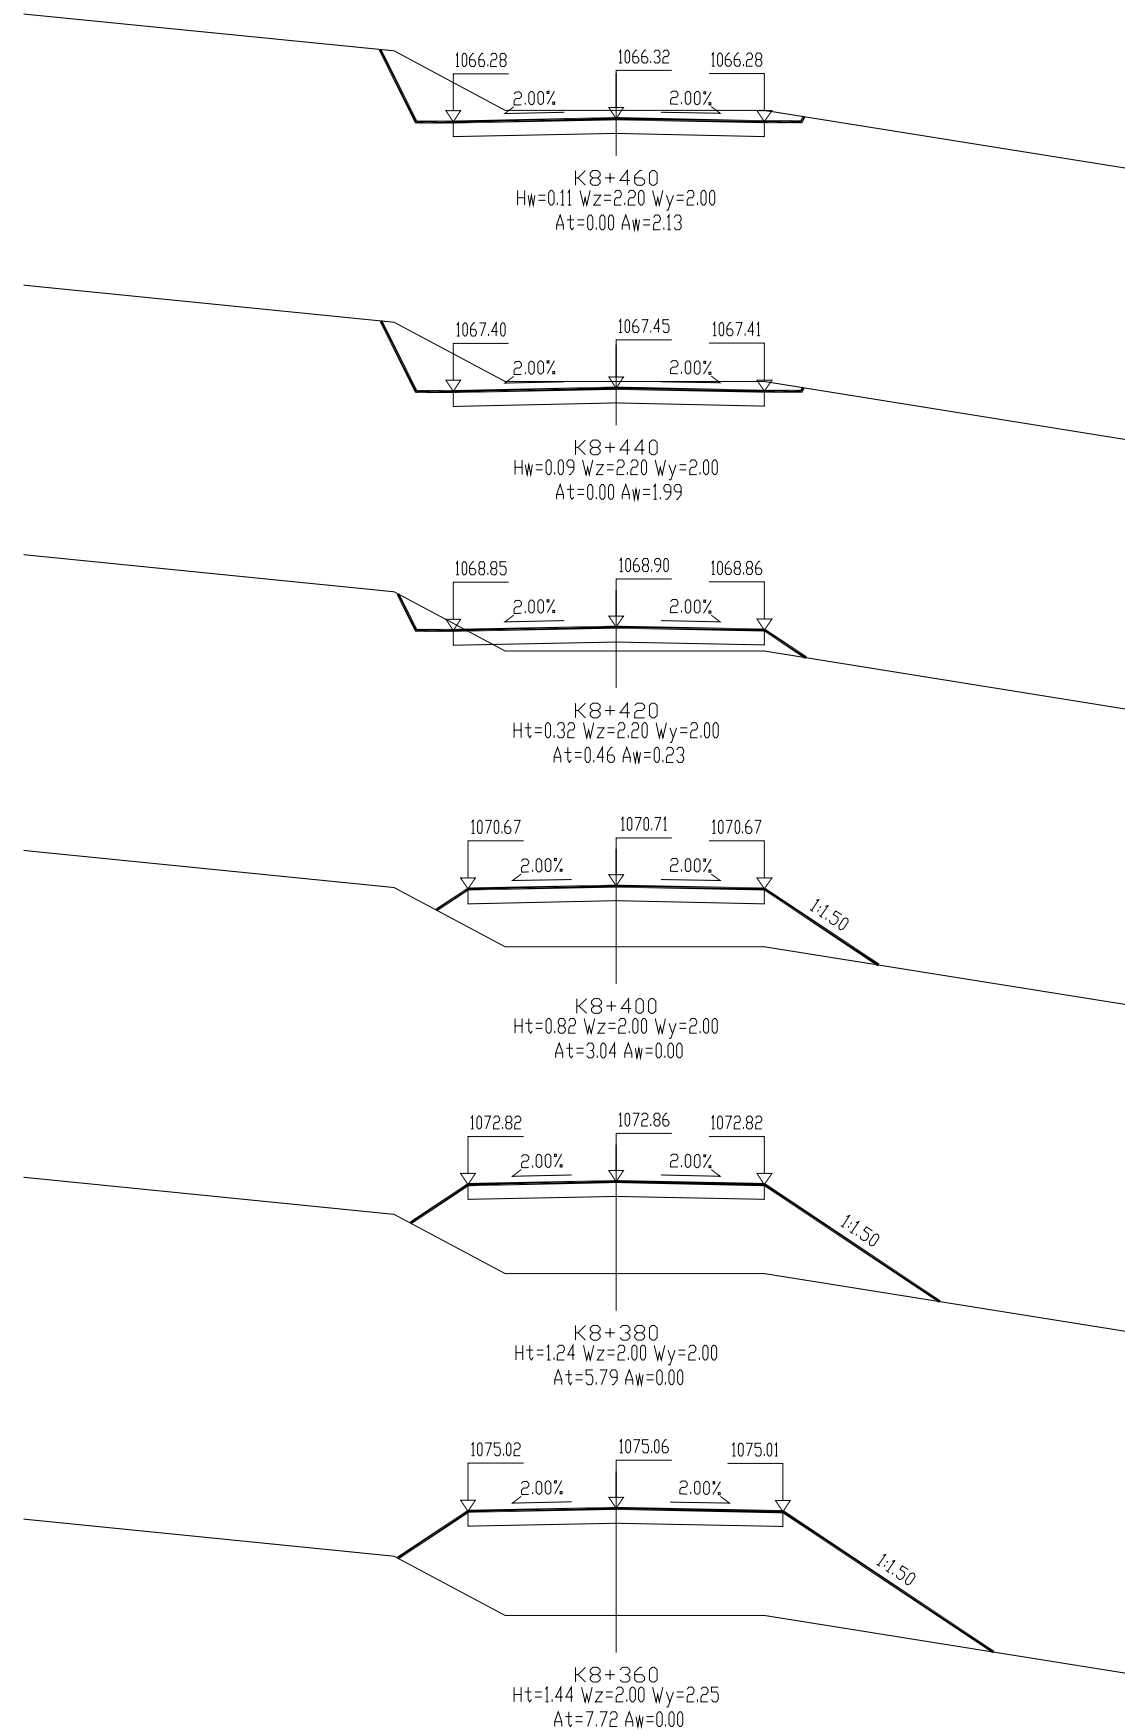 1066.28 1066.32 1066.28
2.00% 2.00%
K8+460
Hw=0.11 Wz=2.20 Wy=2.00
At=0.00 Aw=2.13
1067.40 1067.45 1067.41
2.00% 2.00%
K8+440
Hw=0.09 Wz=2.20 Wy=2.00
At=0.00 Aw=1.99
1068.85 1068.90 1068.86
2.00% 2.00%
K8+420
Ht=0.32 Wz=2.20 Wy=2.00
At=0.46 Aw=0.23
1070.67 1070.71 1070.67
2.00% 2.00%
1:1.50
K8+400
Ht=0.82 Wz=2.00 Wy=2.00
At=3.04 Aw=0.00
1072.82 1072.86 1072.82
2.00% 2.00%
1:1.50
K8+380
Ht=1.24 Wz=2.00 Wy=2.00
At=5.79 Aw=0.00
1075.02 1075.06 1075.01
2.00% 2.00%
1:1.50
K8+360
Ht=1.44 Wz=2.00 Wy=2.25
At=7.72 Aw=0.00